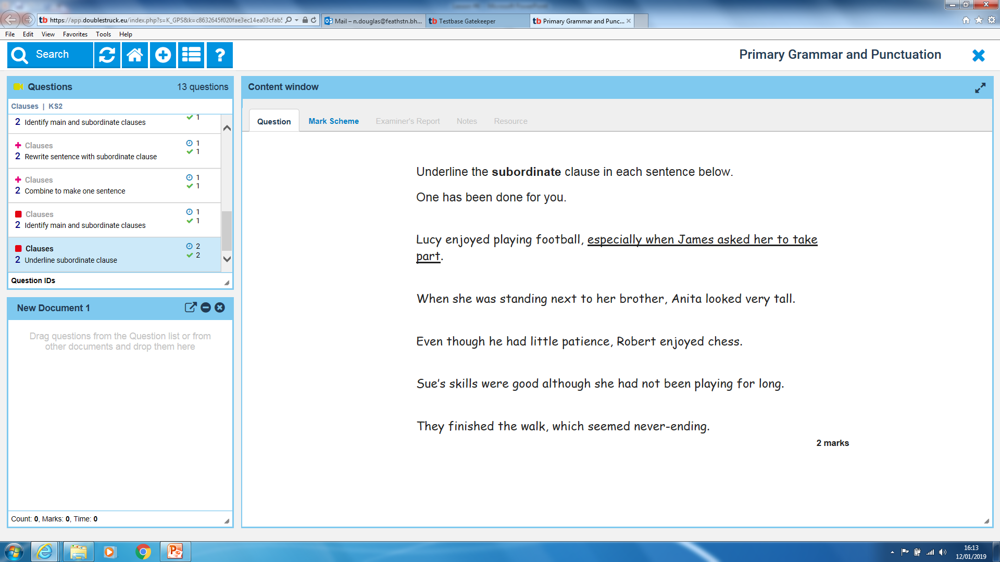 https://app.doublestruck.eu/index.php?s=K_GPS&k=c8632645f020fae3ec14ea03cfab5
Mail – n.douglas@feathstn.bh...
tb Testbase Gatekeeper
tb Primary Grammar and Punc...
File Edit View Favorites Tools Help
Search
Primary Grammar and Punctuation
Questions 13 questions
Clauses | KS2
1
2 Identify main and subordinate clauses
Clauses 1
2 Rewrite sentence with subordinate clause 1
Clauses 1
2 Combine to make one sentence 1
Clauses 1
2 Identify main and subordinate clauses 1
Clauses 2
2 Underline subordinate clause 2
Question IDs
New Document 1
Drag questions from the Question list or from
other documents and drop them here
Count: 0, Marks: 0, Time: 0
Content window
Question Mark Scheme Examiner's Report Notes Resource
Underline the subordinate clause in each sentence below.
One has been done for you.
Lucy enjoyed playing football, especially when James asked her to take
part.
When she was standing next to her brother, Anita looked very tall.
Even though he had little patience, Robert enjoyed chess.
Sue's skills were good although she had not been playing for long.
They finished the walk, which seemed never-ending.
2 marks
16:13
12/01/2019